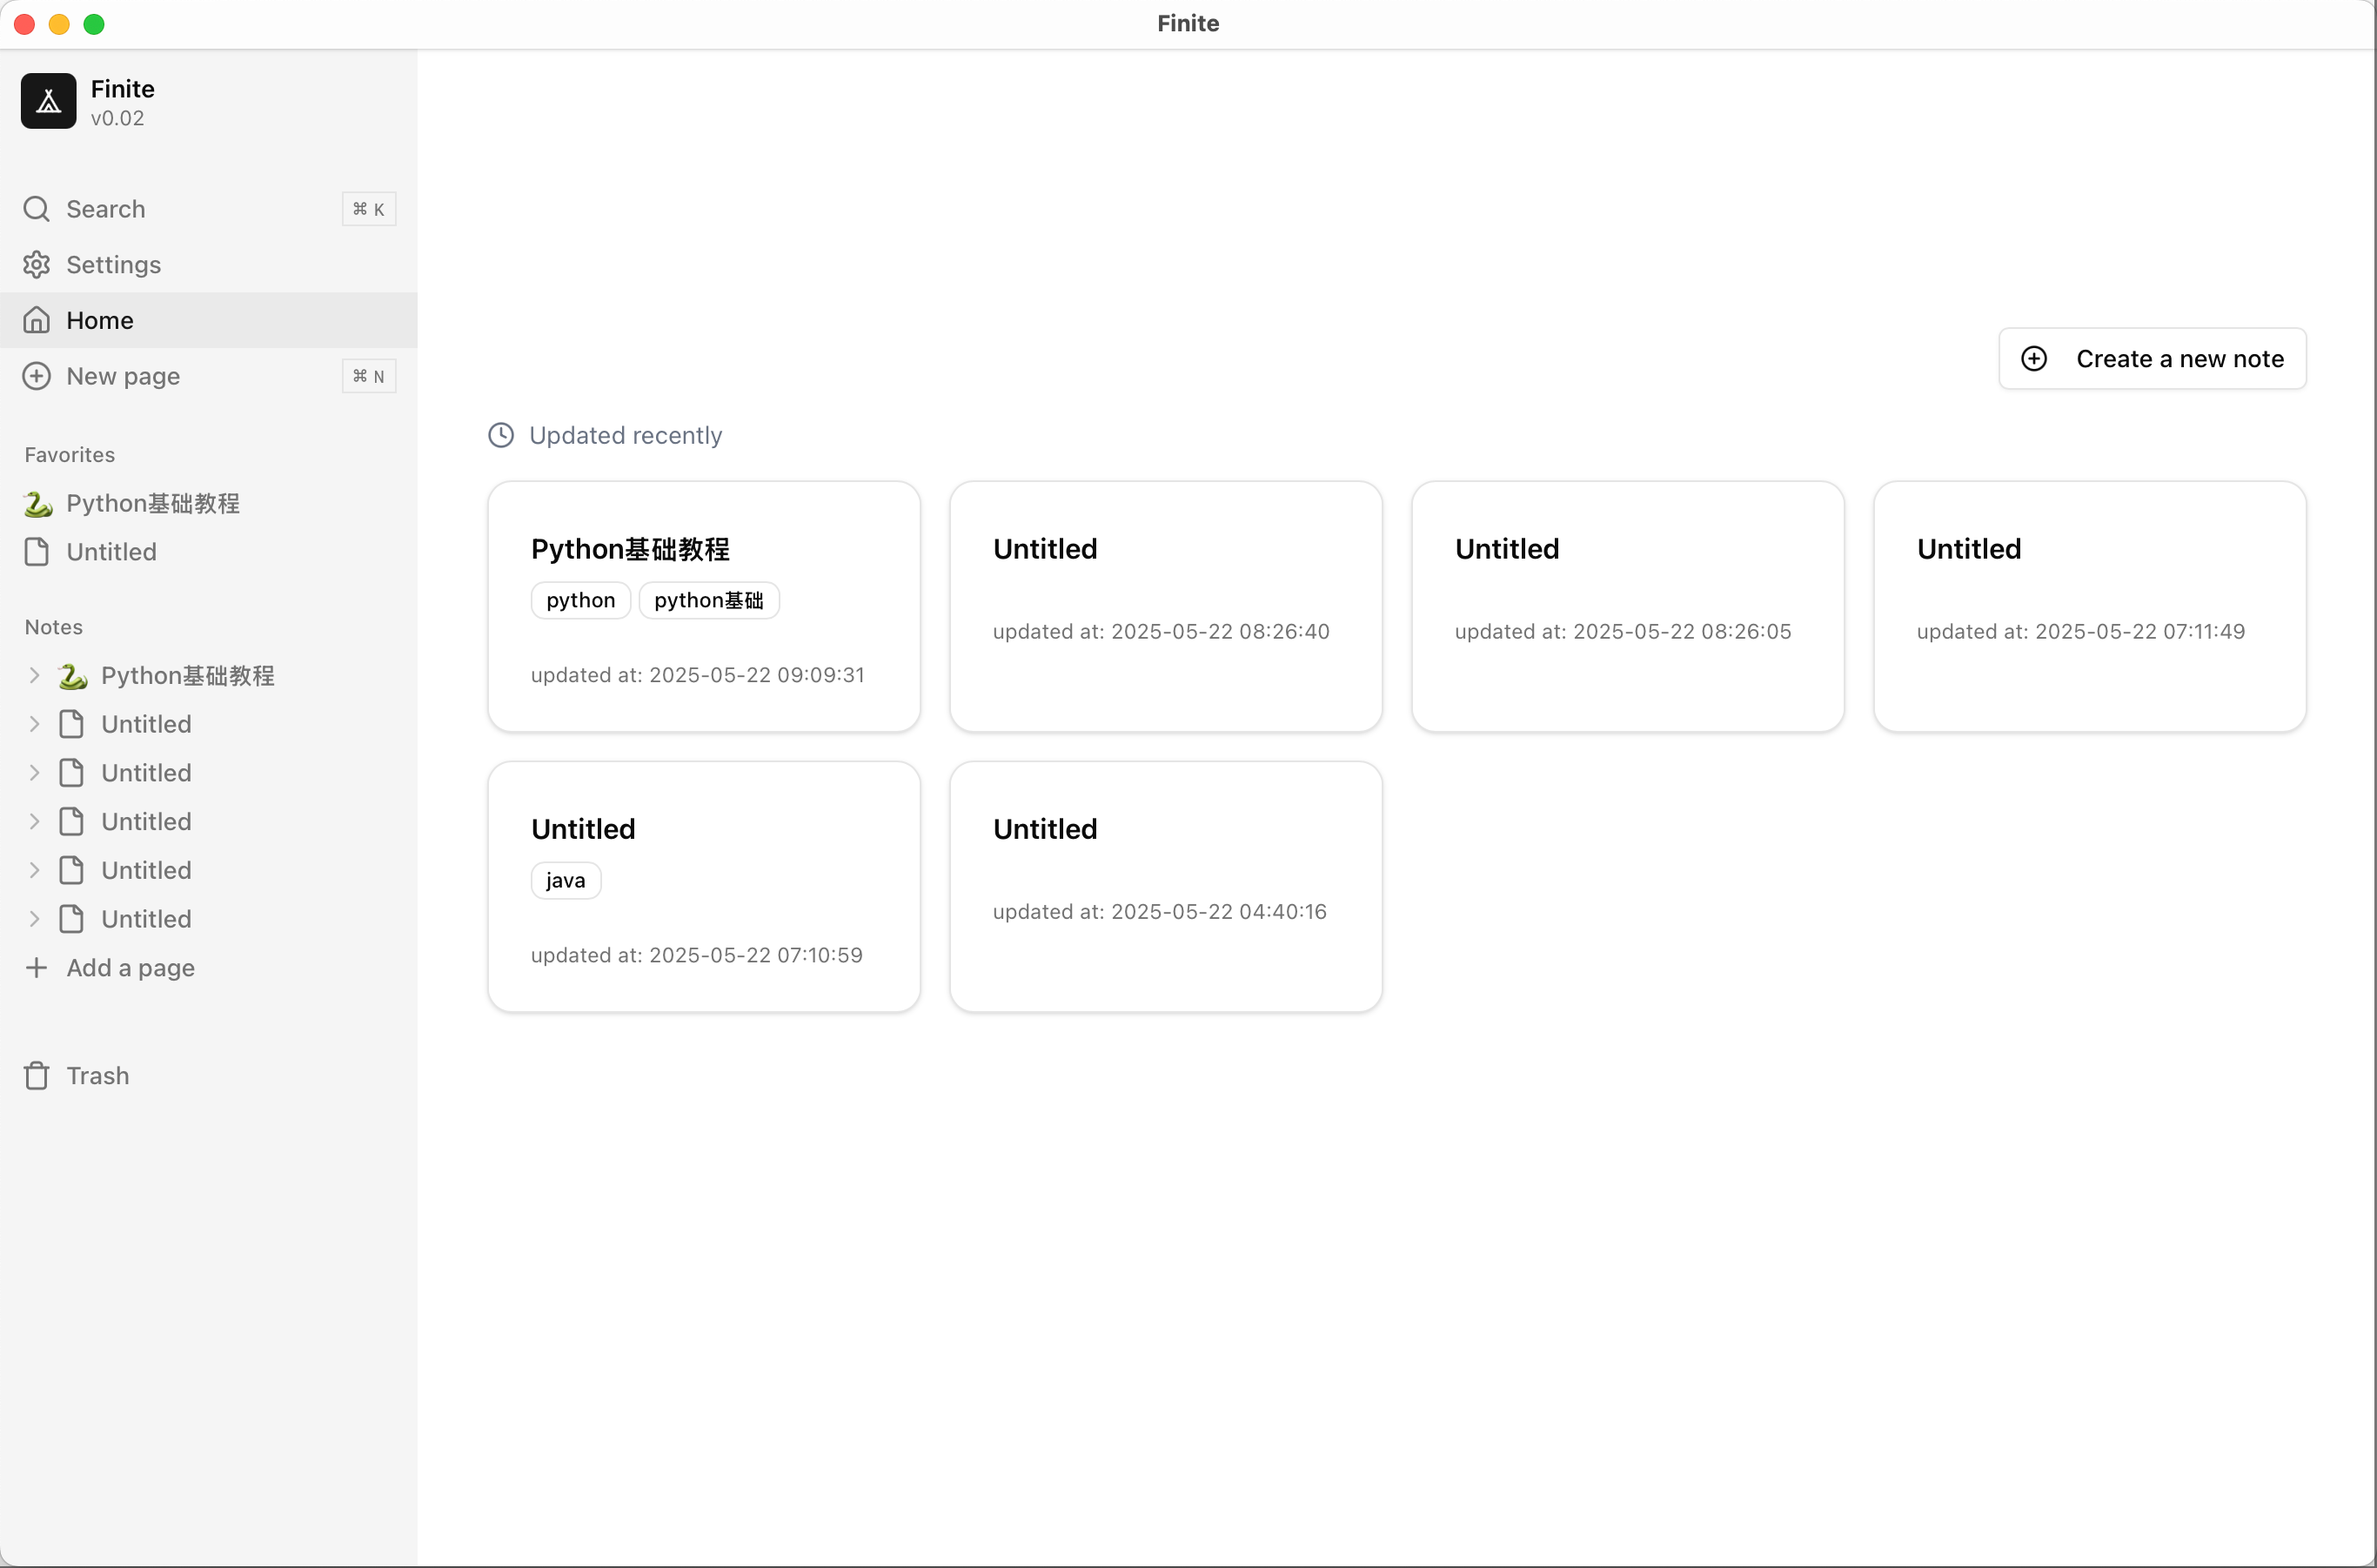 Finite
Finite
v0.02
Search ⌘ K
Settings
Home
New page ⌘ N
Favorites
Python基础教程
Untitled
Notes
Python基础教程
Untitled
Untitled
Untitled
Untitled
Untitled
Add a page
Trash
Create a new note
Updated recently
Python基础教程
python python基础
updated at: 2025-05-22 09:09:31
Untitled
updated at: 2025-05-22 08:26:40
Untitled
updated at: 2025-05-22 08:26:05
Untitled
updated at: 2025-05-22 07:11:49
Untitled
java
updated at: 2025-05-22 07:10:59
Untitled
updated at: 2025-05-22 04:40:16